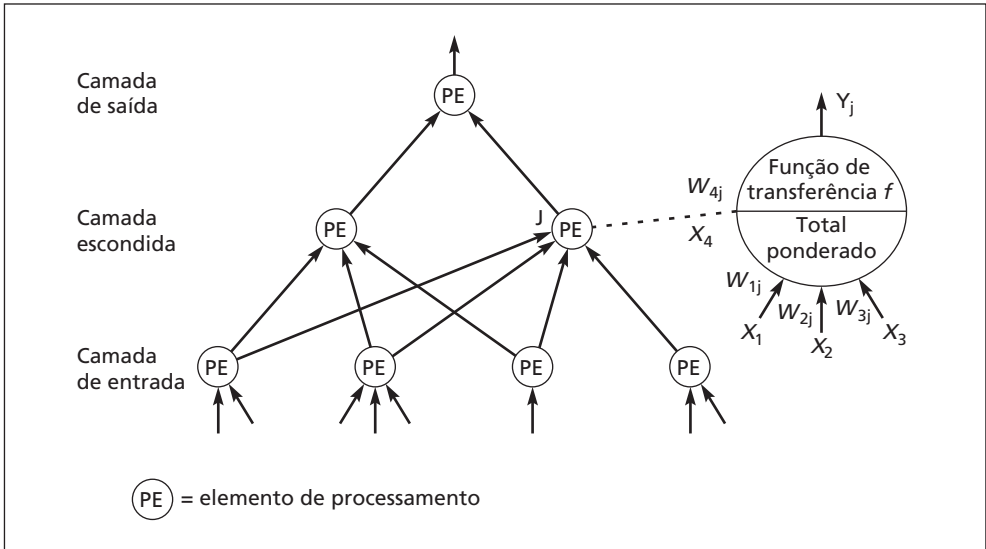 Camada
de saída
PE
Y_j
Função de
transferência f
W_4j
Camada
escondida
PE
J
PE
X_4
Total
ponderado
W_1j
W_2j
W_3j
X_1
X_2
X_3
Camada
de entrada
PE
PE
PE
PE
PE = elemento de processamento